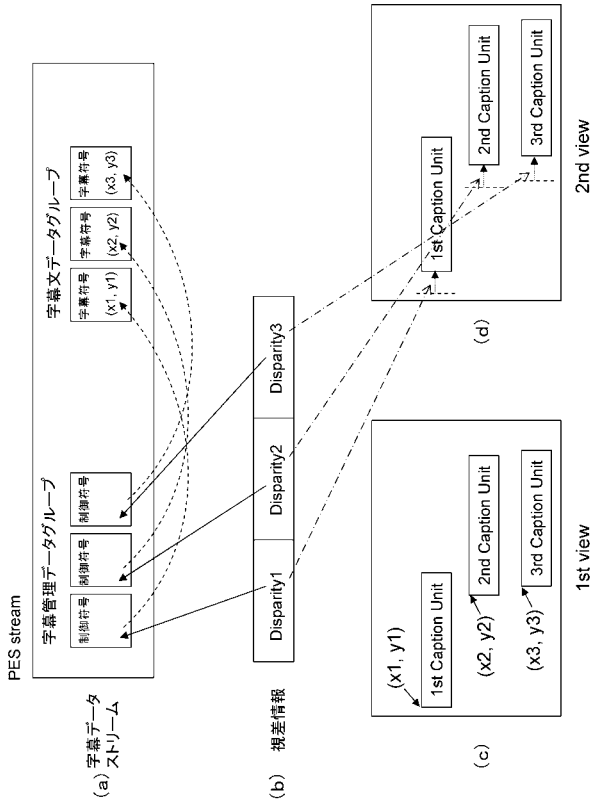 PES stream
字幕管理データグループ
字幕文データグループ
制御符号
制御符号
制御符号
字幕符号
(x1, y1)
字幕符号
(x2, y2)
字幕符号
(x3, y3)
(a)
字幕データ
ストリーム
Disparity1
Disparity2
Disparity3
(b)
視差情報
(x1, y1)
1st Caption Unit
(x2, y2)
2nd Caption Unit
(x3, y3)
3rd Caption Unit
(c)
1st view
1st Caption Unit
2nd Caption Unit
3rd Caption Unit
(d)
2nd view